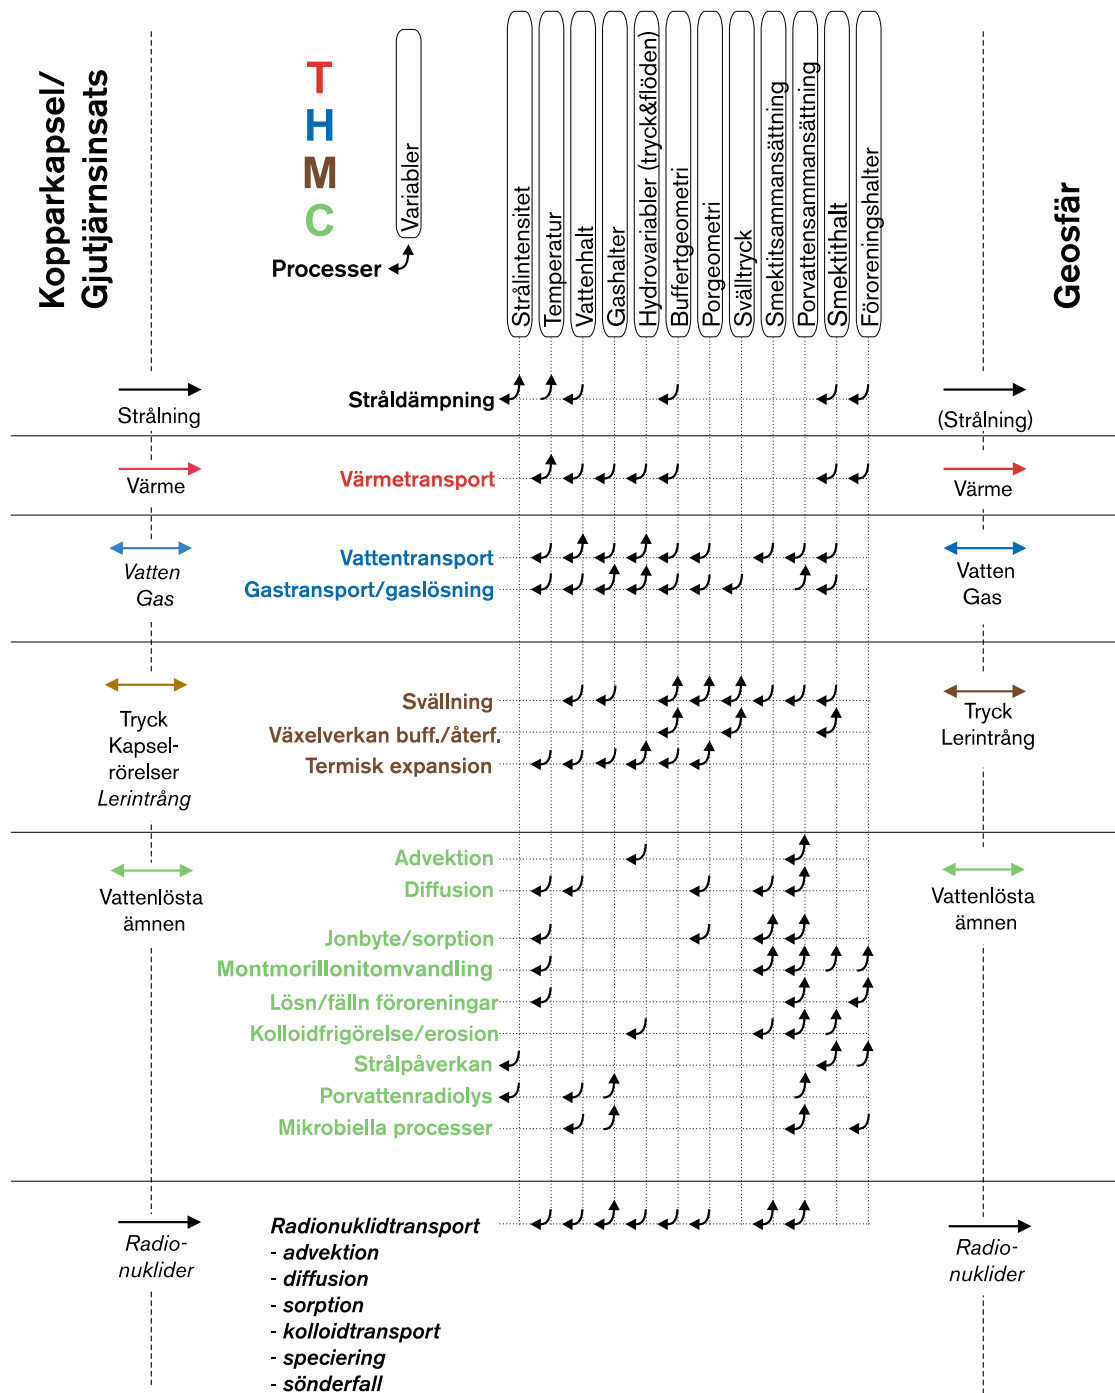 Kopparkapsel/
Gjutjärnsinsats
T
H
M
C
Variabler
Processer
Strålintensitet
Temperatur
Vattenhalt
Gashalter
Hydrovariabler (tryck&flöden)
Buffertgeometri
Porgeometri
Svälltryck
Smektitsammansättning
Porvattensammansättning
Smektithalt
Föroreningshalter
Geosfär
Strålning
Stråldämpning
(Strålning)
Värme
Värmetransport
Värme
Vatten
Gas
Vattentransport
Gastransport/gaslösning
Vatten
Gas
Tryck
Kapsel-
rörelser
Lerintrång
Svällning
Växelverkan buff./återf.
Termisk expansion
Tryck
Lerintrång
Vattenlösta
ämnen
Advektion
Diffusion
Jonbyte/sorption
Montmorillonitomvandling
Lösn/fälln föroreningar
Kolloidfrigörelse/erosion
Strålpåverkan
Porvattenradiolys
Mikrobiella processer
Vattenlösta
ämnen
Radio-
nuklider
Radionuklidtransport
- advektion
- diffusion
- sorption
- kolloidtransport
- speciering
- sönderfall
Radio-
nuklider